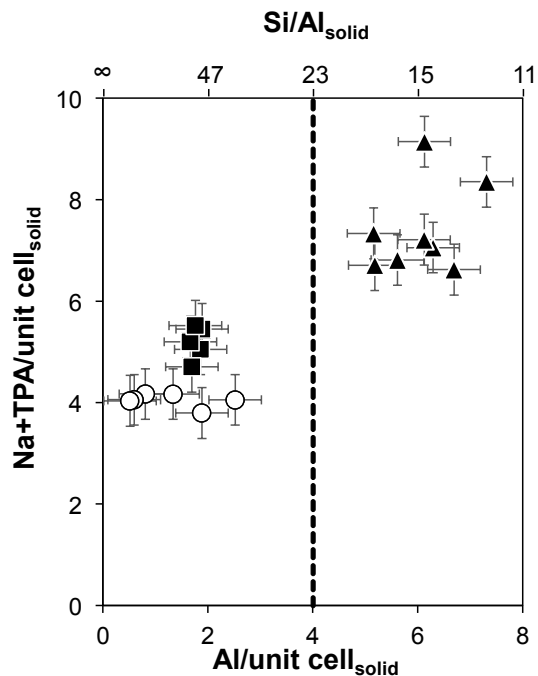 Si/Al_solid
∞ 47 23 15 11
10
8
6
4
2
0
Na+TPA/unit cell_solid
0 2 4 6 8
Al/unit cell_solid